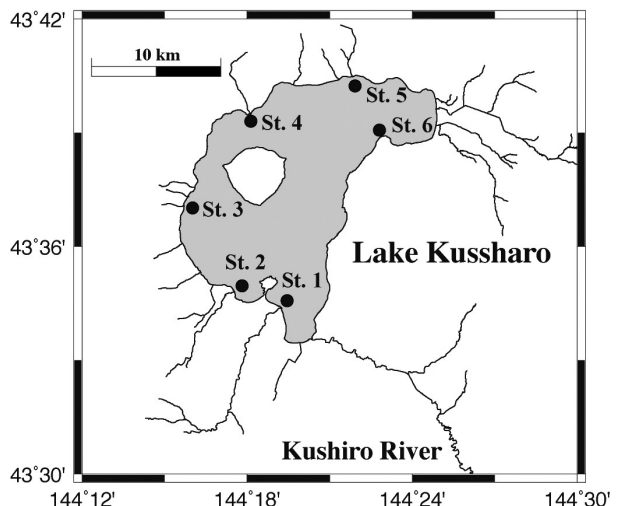 43°42'
10 km
St. 5
St. 4
St. 6
St. 3
43°36'
Lake Kussharo
St. 2
St. 1
Kushiro River
43°30'
144°12'
144°18'
144°24'
144°30'